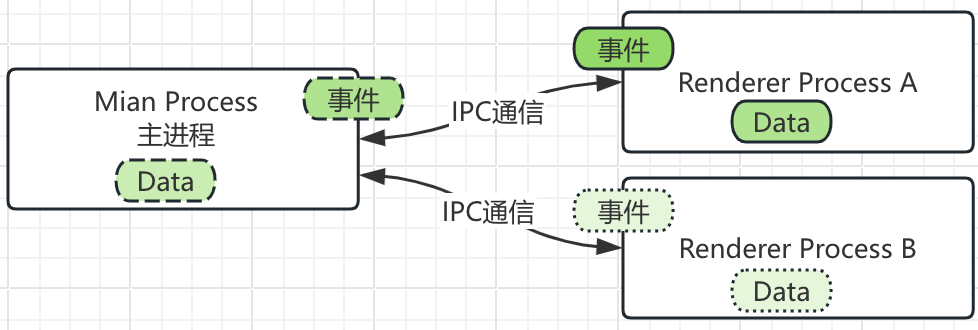 Mian Process
主进程
事件
Data
IPC通信
IPC通信
事件
Renderer Process A
Data
事件
Renderer Process B
Data